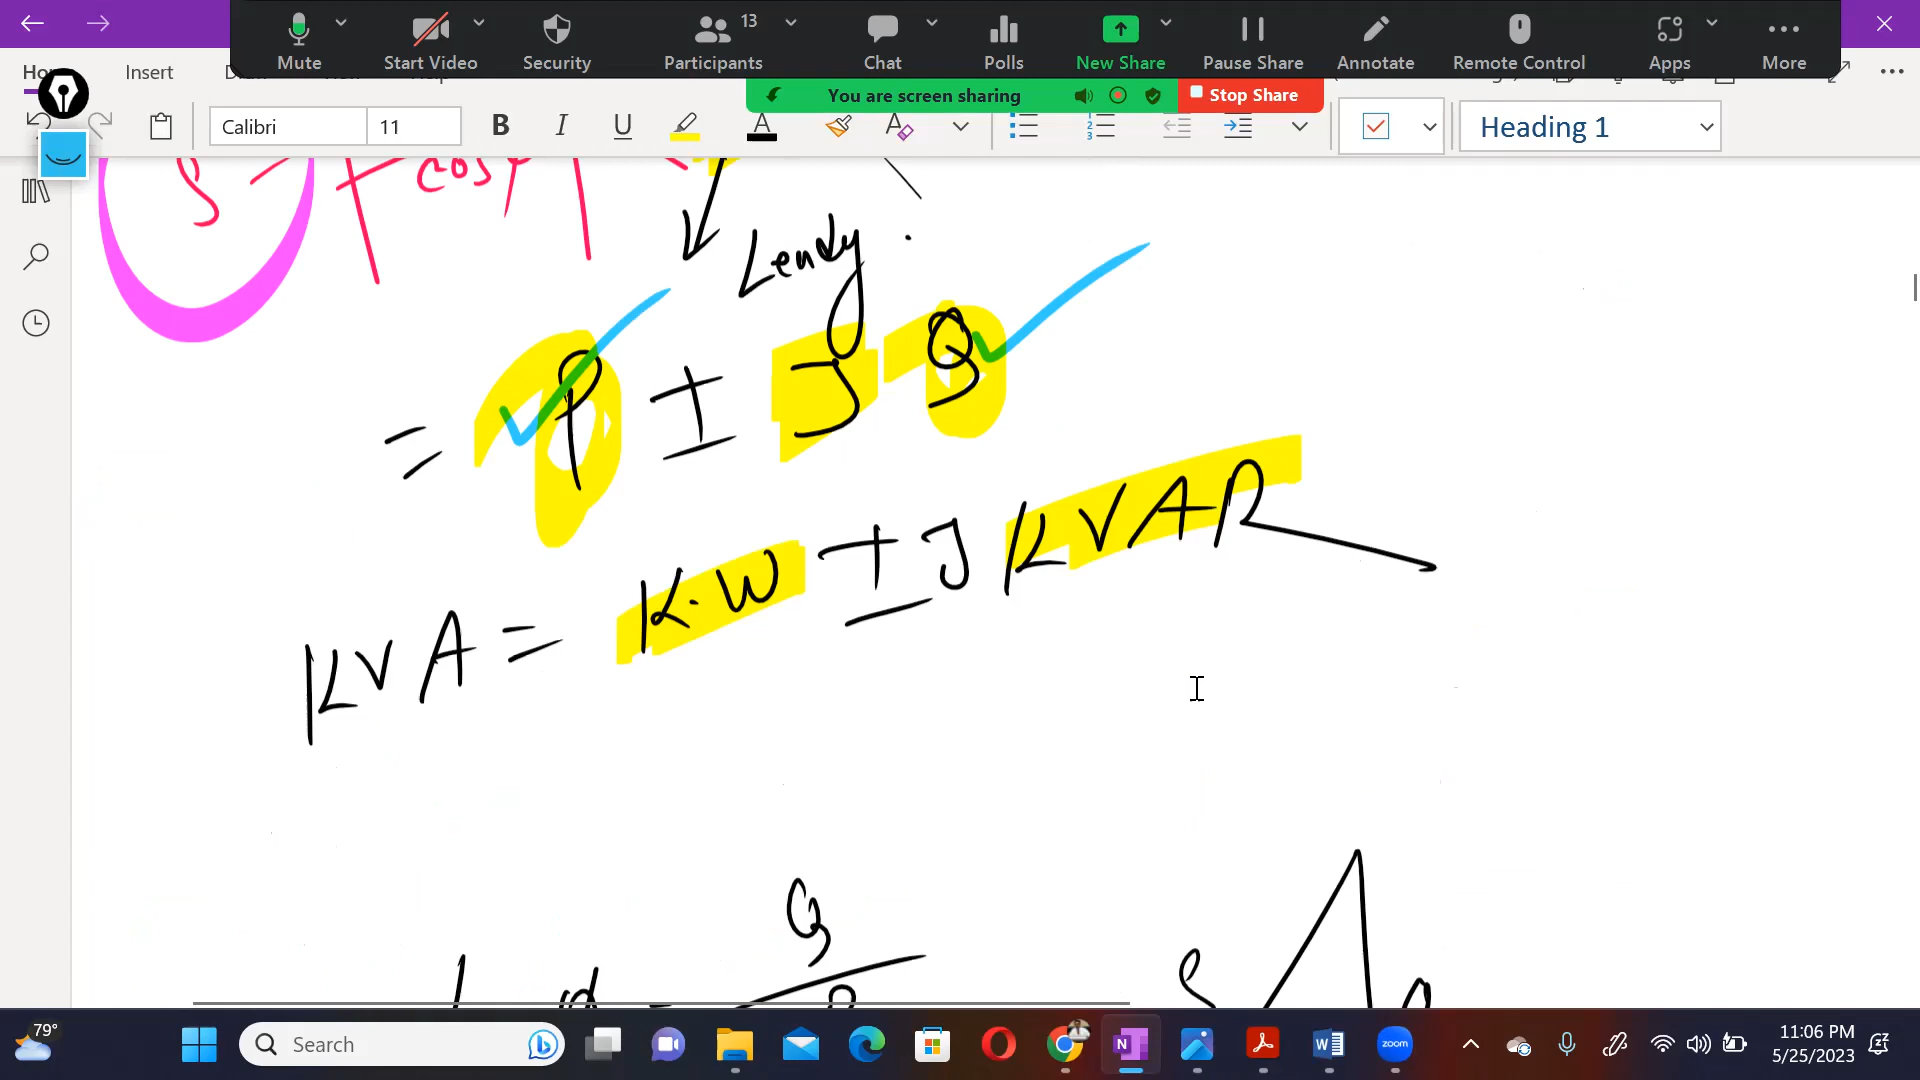 Mute
Start Video
Security
Participants 13
Chat
Polls
New Share
Pause Share
Annotate
Remote Control
Apps
More
You are screen sharing
Stop Share
Insert
Calibri
11
B I U A
Heading 1
cosφ
= P ± J Q
KVA = K.W ± J KVAR
Q
S
79°
Search
zoom
11:06 PM
5/25/2023